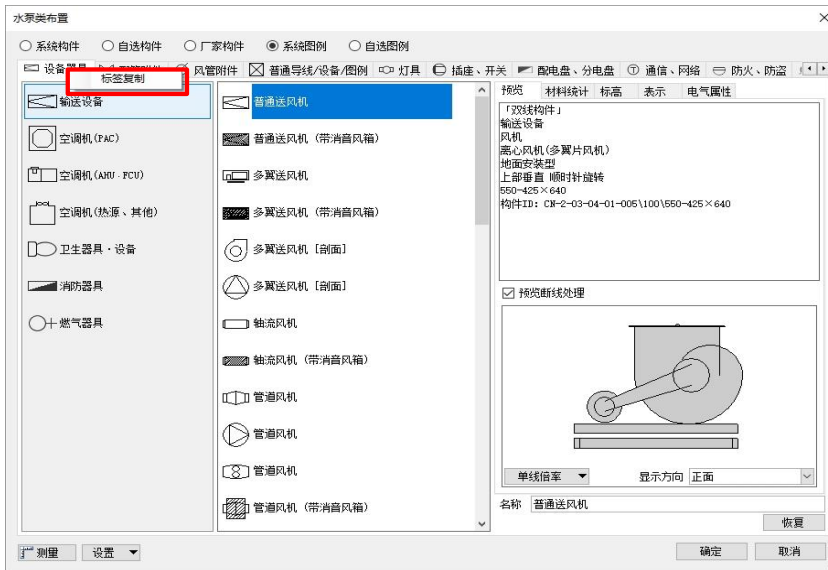 水泵类布置
系统构件 自选构件 厂家构件 系统图例 自选图例
设备器具 风管附件 通用导线/设备/图例 灯具 插座、开关 配电盘、分电盘 通信、网络 防火、防盗
标签复制
输送设备
空调机(PAC)
空调机(AHU·FCU)
空调机(热源、其他)
卫生器具·设备
消防器具
燃气器具
普通送风机
普通送风机（带消音风箱）
多翼送风机
多翼送风机（带消音风箱）
多翼送风机［剖面］
多翼送风机［剖面］
轴流风机
轴流风机（带消音风箱）
管道风机
管道风机
管道风机
管道风机（带消音风箱）
预览 材料统计 标高 表示 电气属性
「双线构件」
输送设备
风机
离心风机(多翼片风机)
地面安装型
上部垂直 顺时针旋转
550-425×640
构件ID: CN-2-03-04-01-005\100\550-425×640
预览断线处理
单线倍率 显示方向 正面
名称 普通送风机
恢复
测量 设置 确定 取消